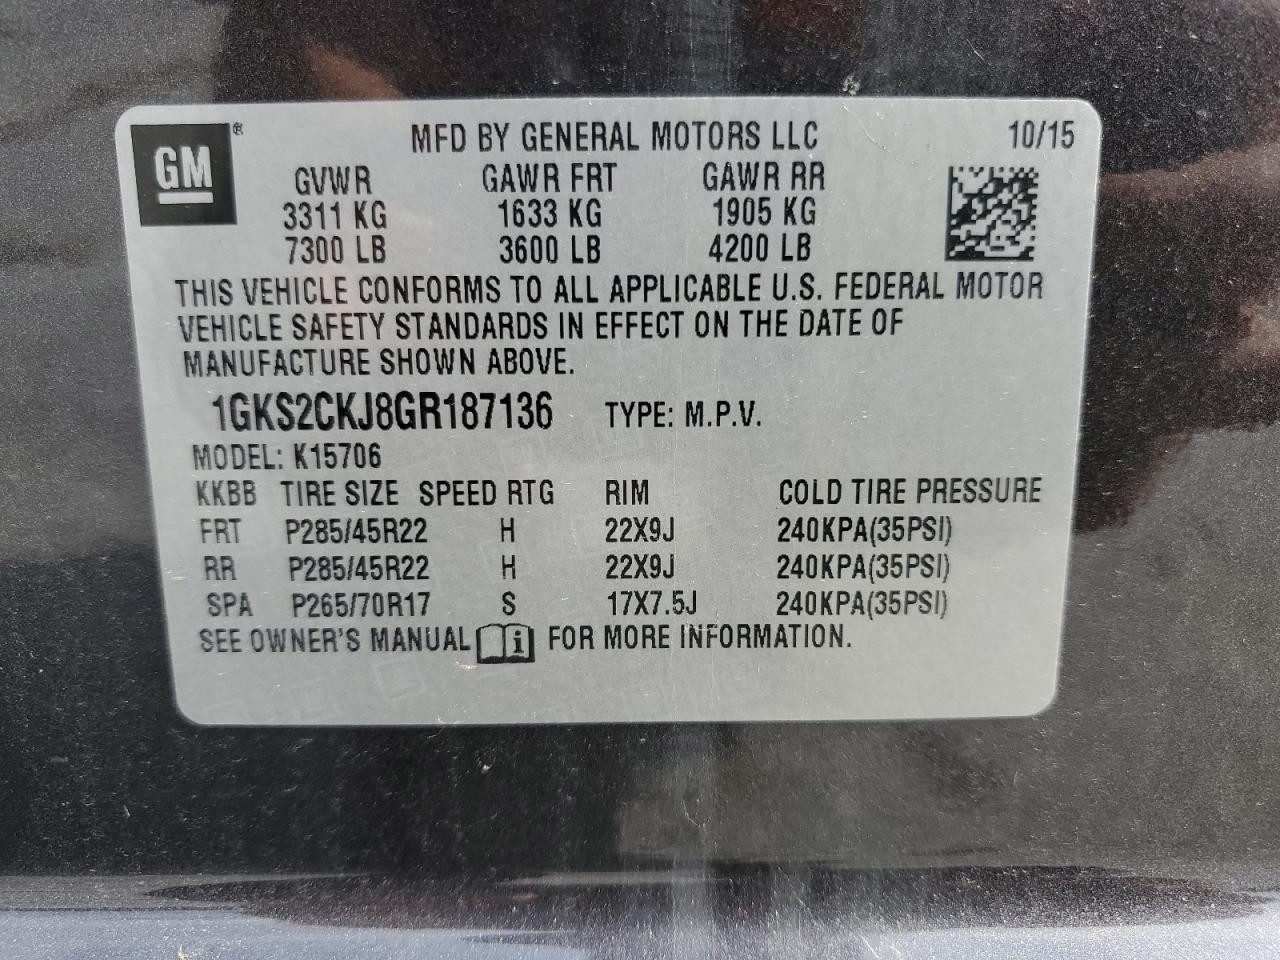 GM® MFD BY GENERAL MOTORS LLC 10/15
GVWR GAWR FRT GAWR RR
3311 KG 1633 KG 1905 KG
7300 LB 3600 LB 4200 LB
THIS VEHICLE CONFORMS TO ALL APPLICABLE U.S. FEDERAL MOTOR
VEHICLE SAFETY STANDARDS IN EFFECT ON THE DATE OF
MANUFACTURE SHOWN ABOVE.
1GKS2CKJ8GR187136 TYPE: M.P.V.
MODEL: K15706
KKBB TIRE SIZE SPEED RTG RIM COLD TIRE PRESSURE
FRT P285/45R22 H 22X9J 240KPA(35PSI)
RR P285/45R22 H 22X9J 240KPA(35PSI)
SPA P265/70R17 S 17X7.5J 240KPA(35PSI)
SEE OWNER'S MANUAL i FOR MORE INFORMATION.